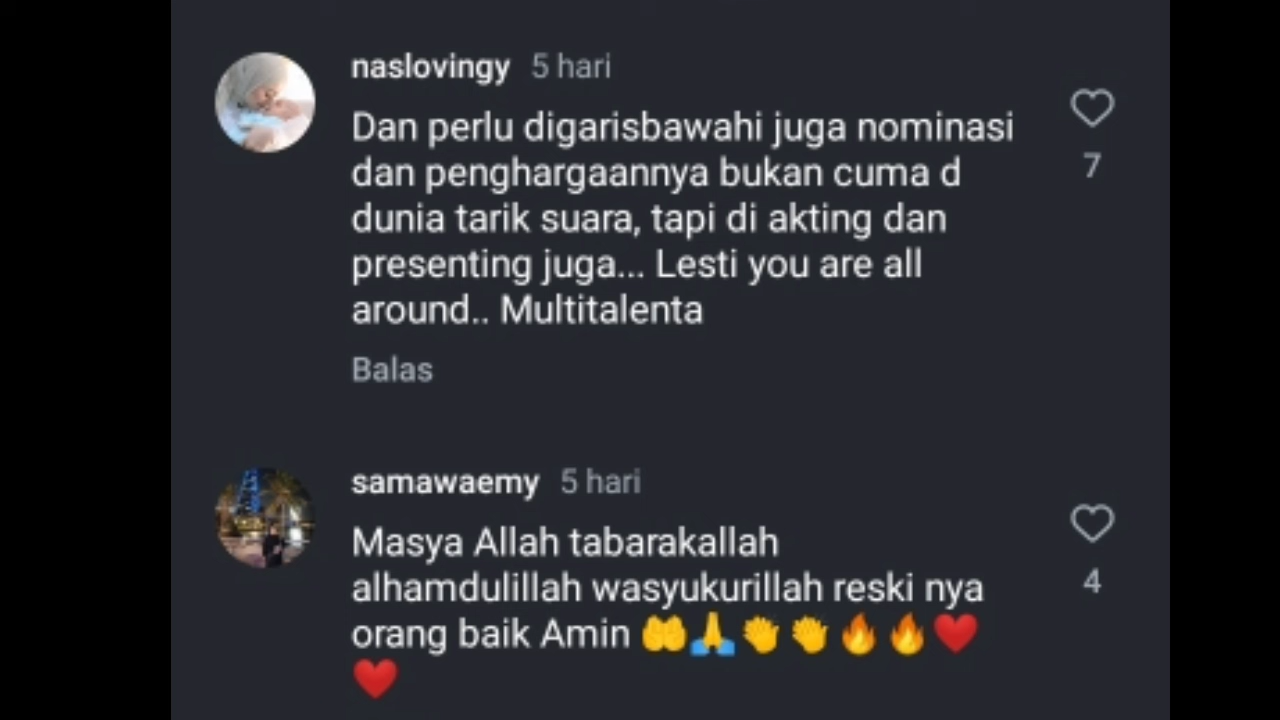 naslovingy 5 hari
Dan perlu digarisbawahi juga nominasi
dan penghargaannya bukan cuma d
dunia tarik suara, tapi di akting dan
presenting juga... Lesti you are all
around.. Multitalenta
7
Balas
samawaemy 5 hari
Masya Allah tabarakallah
alhamdulillah wasyukurillah reski nya
orang baik Amin 🤲🙏👏👏🔥🔥❤️
❤️
4